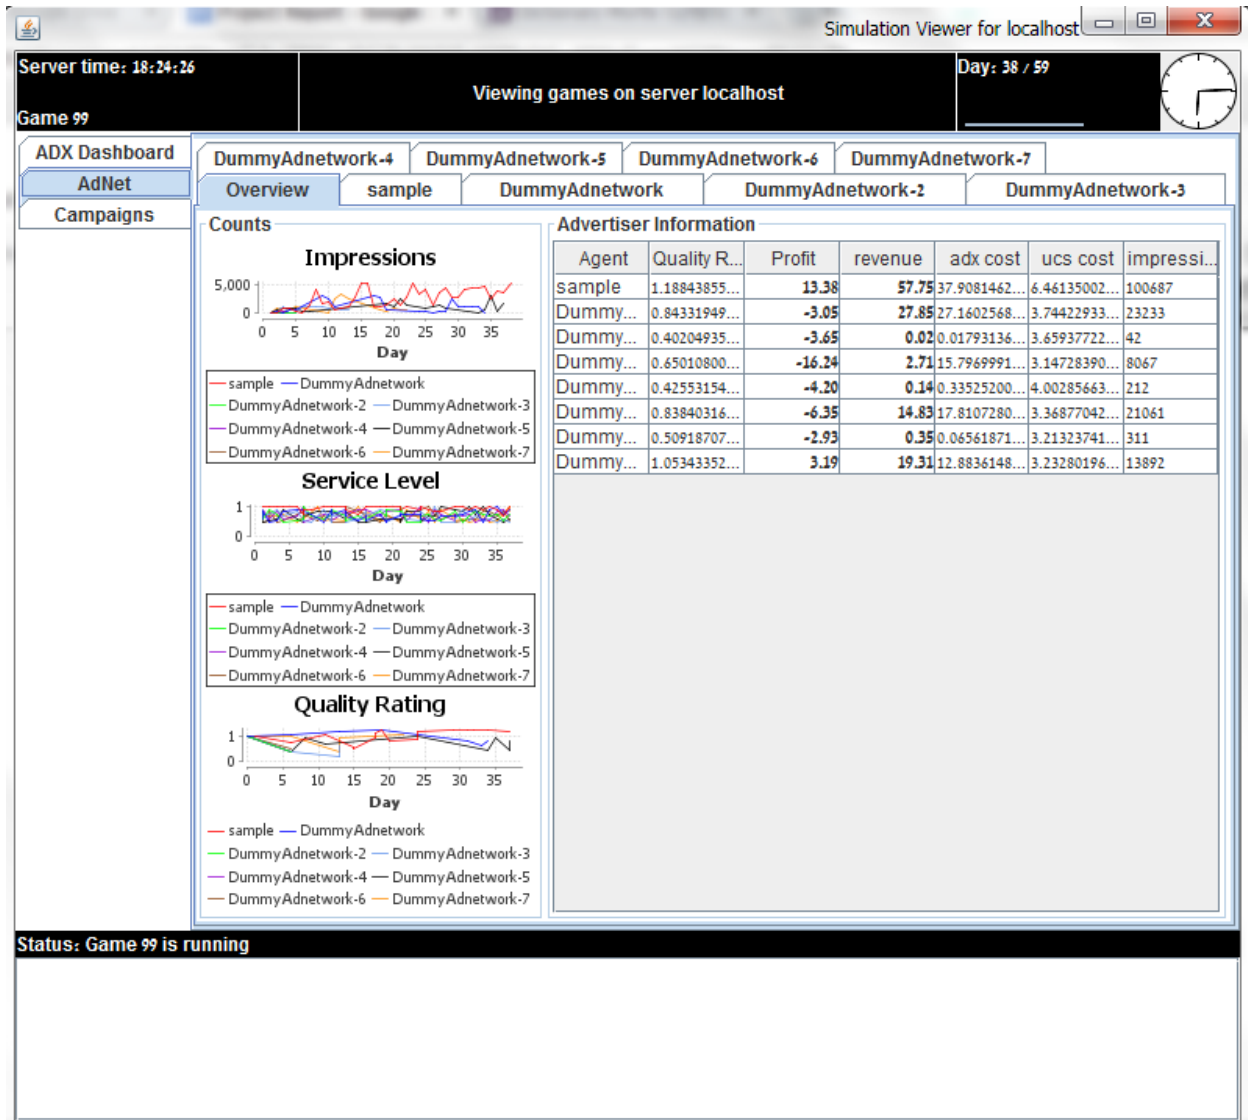 Simulation Viewer for localhost
Server time: 18:24:26
Game 99
Viewing games on server localhost
Day: 38 / 59
ADX Dashboard
AdNet
Campaigns
DummyAdnetwork-4 DummyAdnetwork-5 DummyAdnetwork-6 DummyAdnetwork-7
Overview sample DummyAdnetwork DummyAdnetwork-2 DummyAdnetwork-3
Counts
Impressions
5,000
0
0 5 10 15 20 25 30 35
Day
sample DummyAdnetwork
DummyAdnetwork-2 DummyAdnetwork-3
DummyAdnetwork-4 DummyAdnetwork-5
DummyAdnetwork-6 DummyAdnetwork-7
Service Level
1
0
0 5 10 15 20 25 30 35
Day
sample DummyAdnetwork
DummyAdnetwork-2 DummyAdnetwork-3
DummyAdnetwork-4 DummyAdnetwork-5
DummyAdnetwork-6 DummyAdnetwork-7
Quality Rating
1
0
0 5 10 15 20 25 30 35
Day
sample DummyAdnetwork
DummyAdnetwork-2 DummyAdnetwork-3
DummyAdnetwork-4 DummyAdnetwork-5
DummyAdnetwork-6 DummyAdnetwork-7
Advertiser Information
Agent Quality R... Profit revenue adx cost ucs cost impressi...
sample 1.18843855... 13.38 57.75 37.9081462... 6.46135002... 100687
Dummy... 0.84331949... -3.05 27.85 27.1602568... 3.74422933... 23233
Dummy... 0.40204935... -3.65 0.02 0.01793136... 3.65937722... 42
Dummy... 0.65010800... -16.24 2.71 15.7969991... 3.14728390... 8067
Dummy... 0.42553154... -4.20 0.14 0.33525200... 4.00285663... 212
Dummy... 0.83840316... -6.35 14.83 17.8107280... 3.36877042... 21061
Dummy... 0.50918707... -2.93 0.35 0.06561871... 3.21323741... 311
Dummy... 1.05343352... 3.19 19.31 12.8836148... 3.23280196... 13892
Status: Game 99 is running